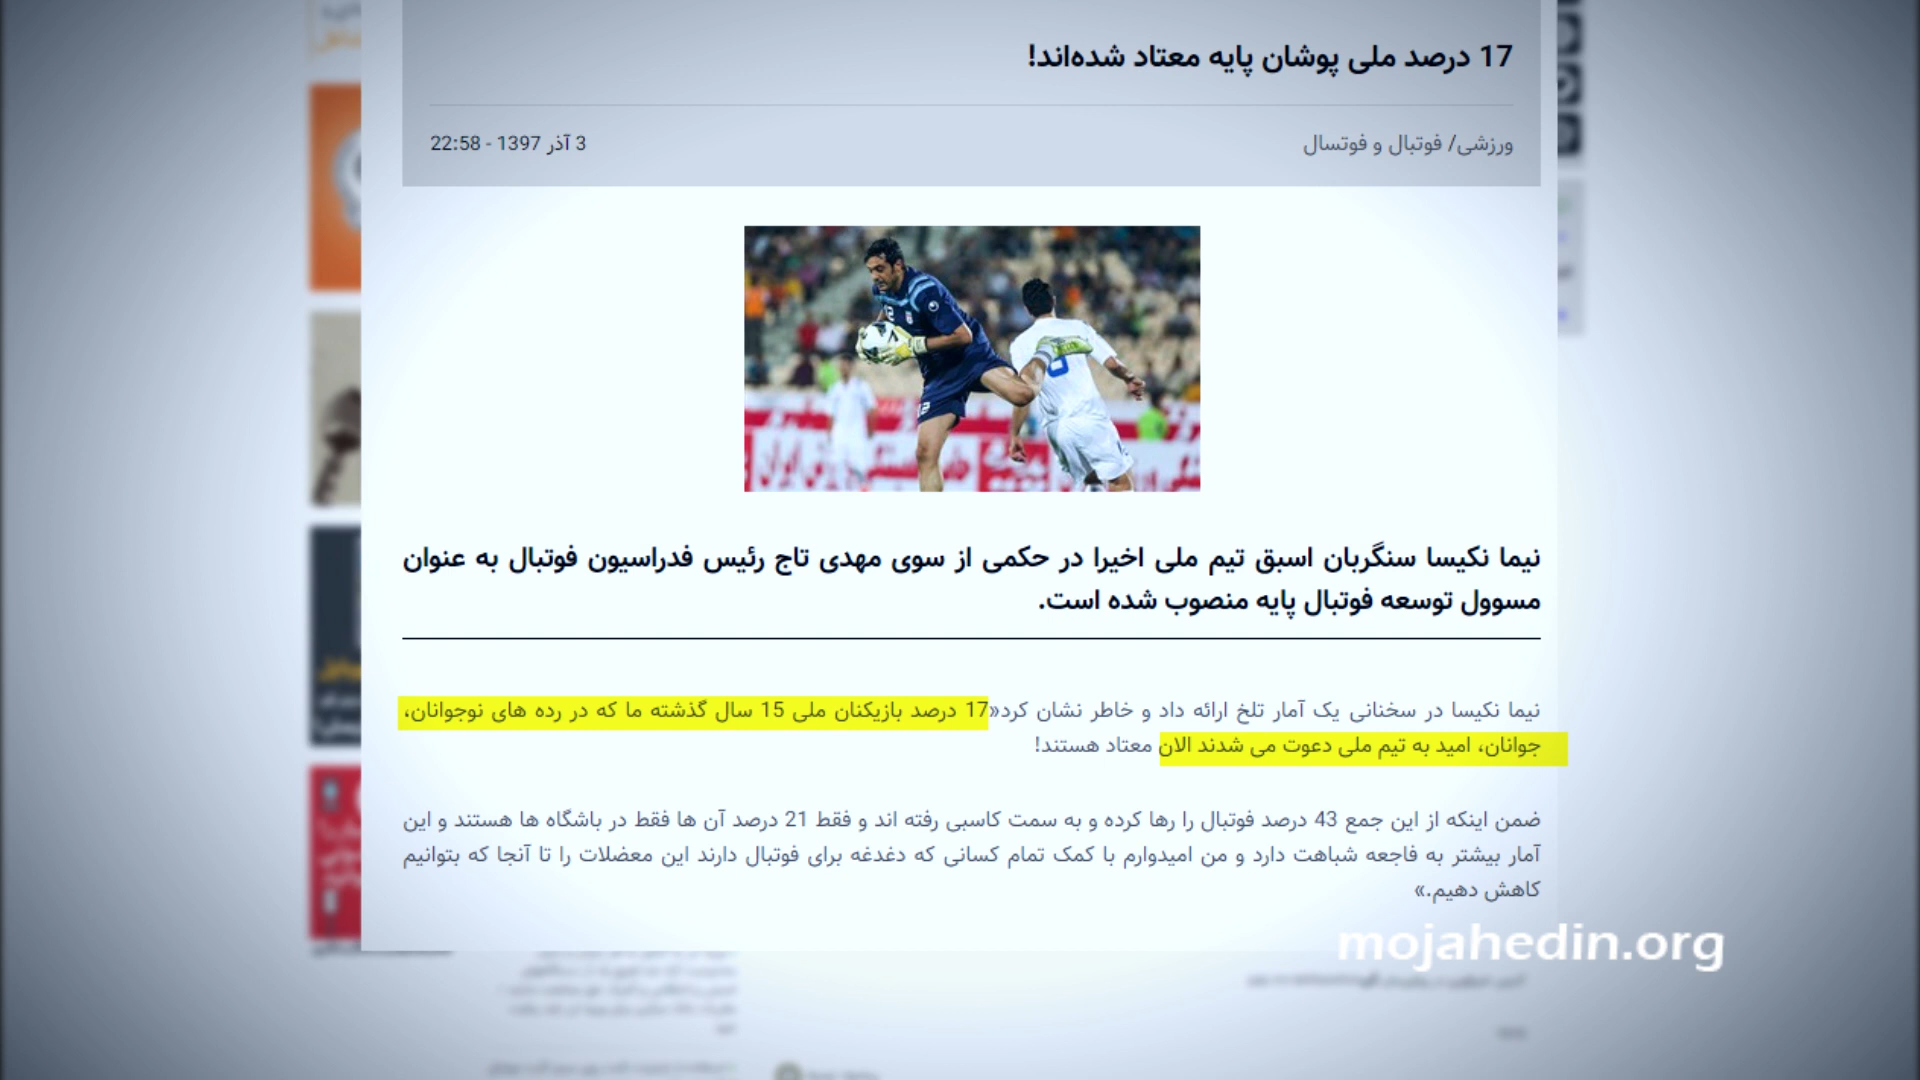 17 درصد ملی پوشان پایه معتاد شده‌اند!
ورزشی/ فوتبال و فوتسال
3 آذر 1397 - 22:58
نیما نکیسا سنگربان اسبق تیم ملی اخیرا در حکمی از سوی مهدی تاج رئیس فدراسیون فوتبال به عنوان
مسوول توسعه فوتبال پایه منصوب شده است.
نیما نکیسا در سخنانی یک آمار تلخ ارائه داد و خاطر نشان کرد«17 درصد بازیکنان ملی 15 سال گذشته ما که در رده های نوجوانان،
جوانان، امید به تیم ملی دعوت می شدند الان معتاد هستند!
ضمن اینکه از این جمع 43 درصد فوتبال را رها کرده و به سمت کاسبی رفته اند و فقط 21 درصد آن ها فقط در باشگاه ها هستند و این
آمار بیشتر به فاجعه شباهت دارد و من امیدوارم با کمک تمام کسانی که دغدغه برای فوتبال دارند این معضلات را تا آنجا که بتوانیم
کاهش دهیم.»
mojahedin.org